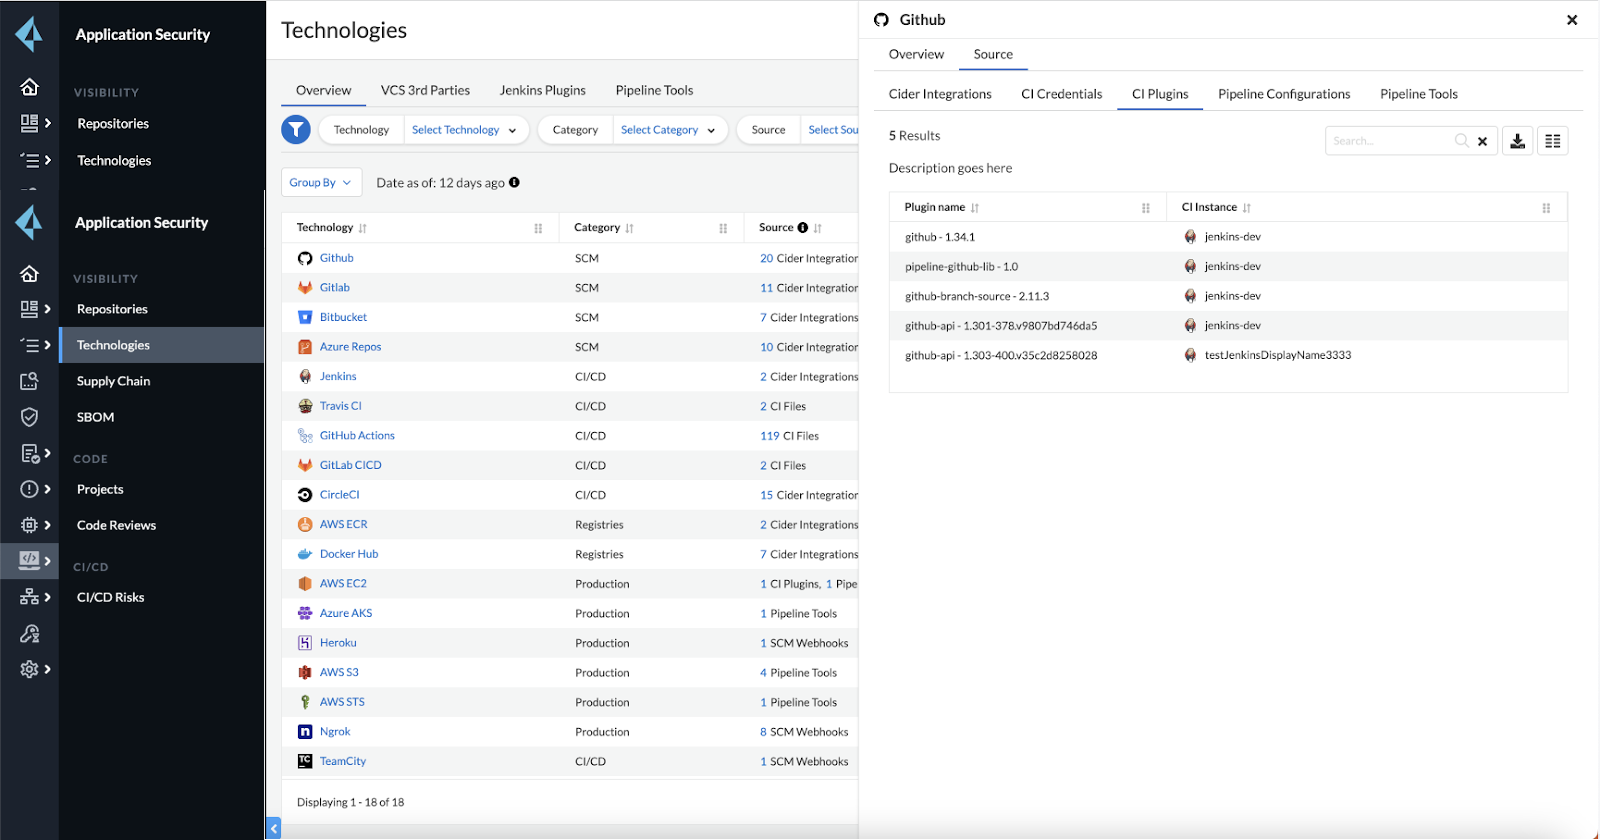 Application Security
VISIBILITY
Repositories
Technologies
Application Security
VISIBILITY
Repositories
Technologies
Supply Chain
SBOM
CODE
Projects
Code Reviews
CI/CD
CI/CD Risks
Technologies
Overview VCS 3rd Parties Jenkins Plugins Pipeline Tools
Technology Select Technology Category Select Category Source Select Sou
Group By Date as of: 12 days ago
Technology Category Source
Github SCM 20 Cider Integration
Gitlab SCM 11 Cider Integration
Bitbucket SCM 7 Cider Integrations
Azure Repos SCM 10 Cider Integration
Jenkins CI/CD 2 Cider Integrations
Travis CI CI/CD 2 CI Files
GitHub Actions CI/CD 119 CI Files
GitLab CICD CI/CD 2 CI Files
CircleCI CI/CD 15 Cider Integration
AWS ECR Registries 2 Cider Integrations
Docker Hub Registries 7 Cider Integrations
AWS EC2 Production 1 CI Plugins, 1 Pipe
Azure AKS Production 1 Pipeline Tools
Heroku Production 1 SCM Webhooks
AWS S3 Production 4 Pipeline Tools
AWS STS Production 1 Pipeline Tools
n Ngrok Production 8 SCM Webhooks
TC TeamCity CI/CD 1 SCM Webhooks
Displaying 1 - 18 of 18
Github
Overview Source
Cider Integrations CI Credentials CI Plugins Pipeline Configurations Pipeline Tools
5 Results
Search...
Description goes here
Plugin name CI Instance
github - 1.34.1 jenkins-dev
pipeline-github-lib - 1.0 jenkins-dev
github-branch-source - 2.11.3 jenkins-dev
github-api - 1.301-378.v9807bd746da5 jenkins-dev
github-api - 1.303-400.v35c2d8258028 testJenkinsDisplayName3333